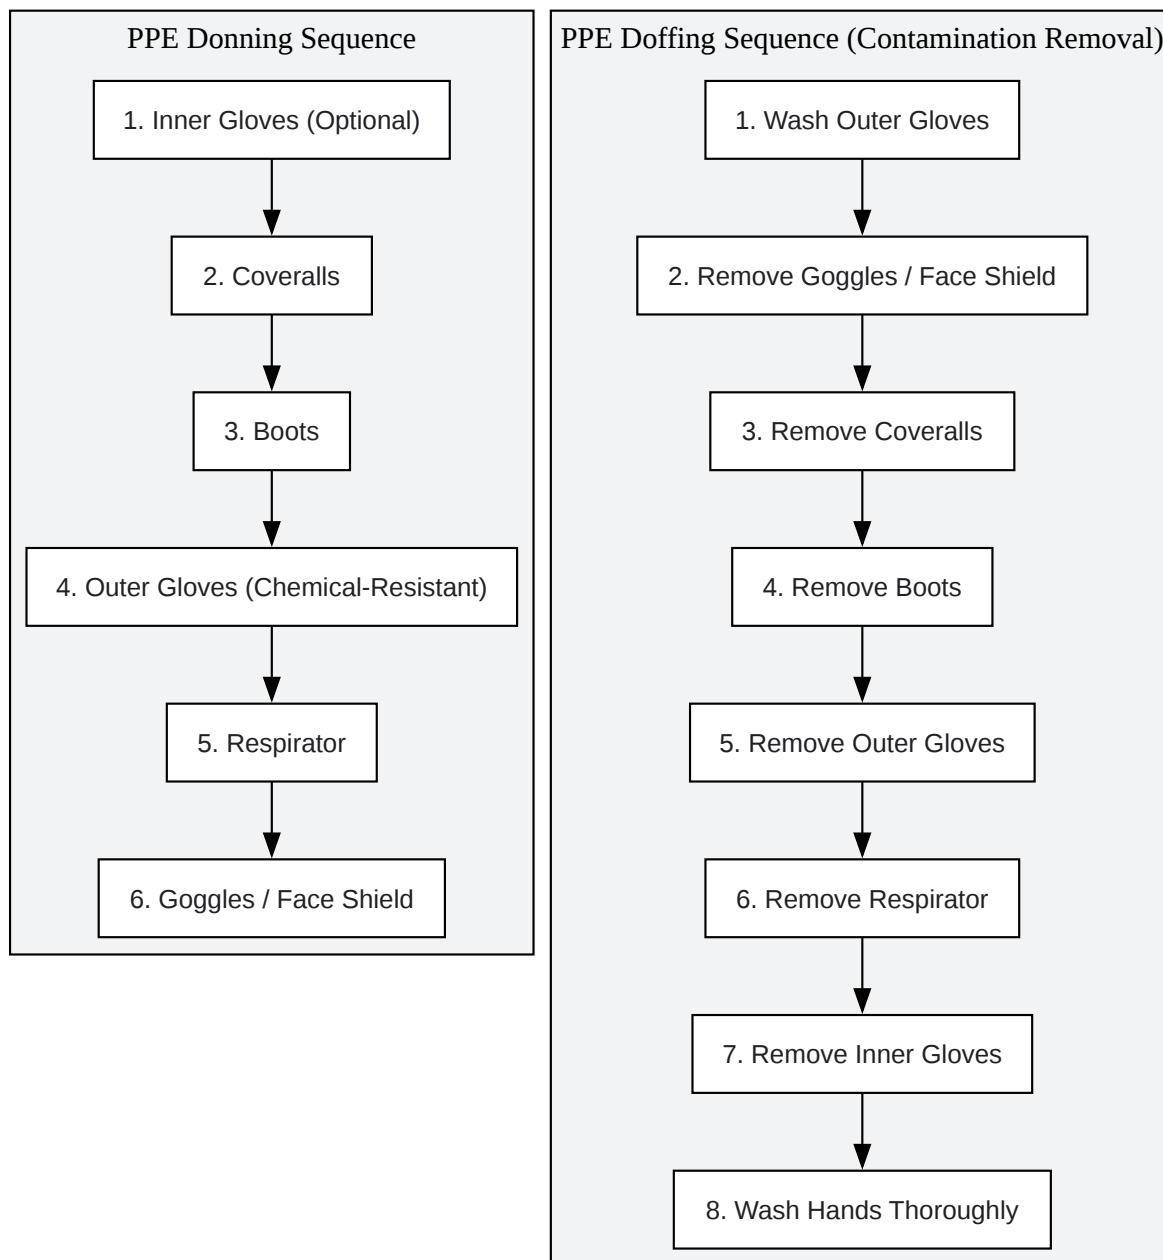 PPE Donning Sequence
1. Inner Gloves (Optional)
2. Coveralls
3. Boots
4. Outer Gloves (Chemical-Resistant)
5. Respirator
6. Goggles / Face Shield
PPE Doffing Sequence (Contamination Removal)
1. Wash Outer Gloves
2. Remove Goggles / Face Shield
3. Remove Coveralls
4. Remove Boots
5. Remove Outer Gloves
6. Remove Respirator
7. Remove Inner Gloves
8. Wash Hands Thoroughly